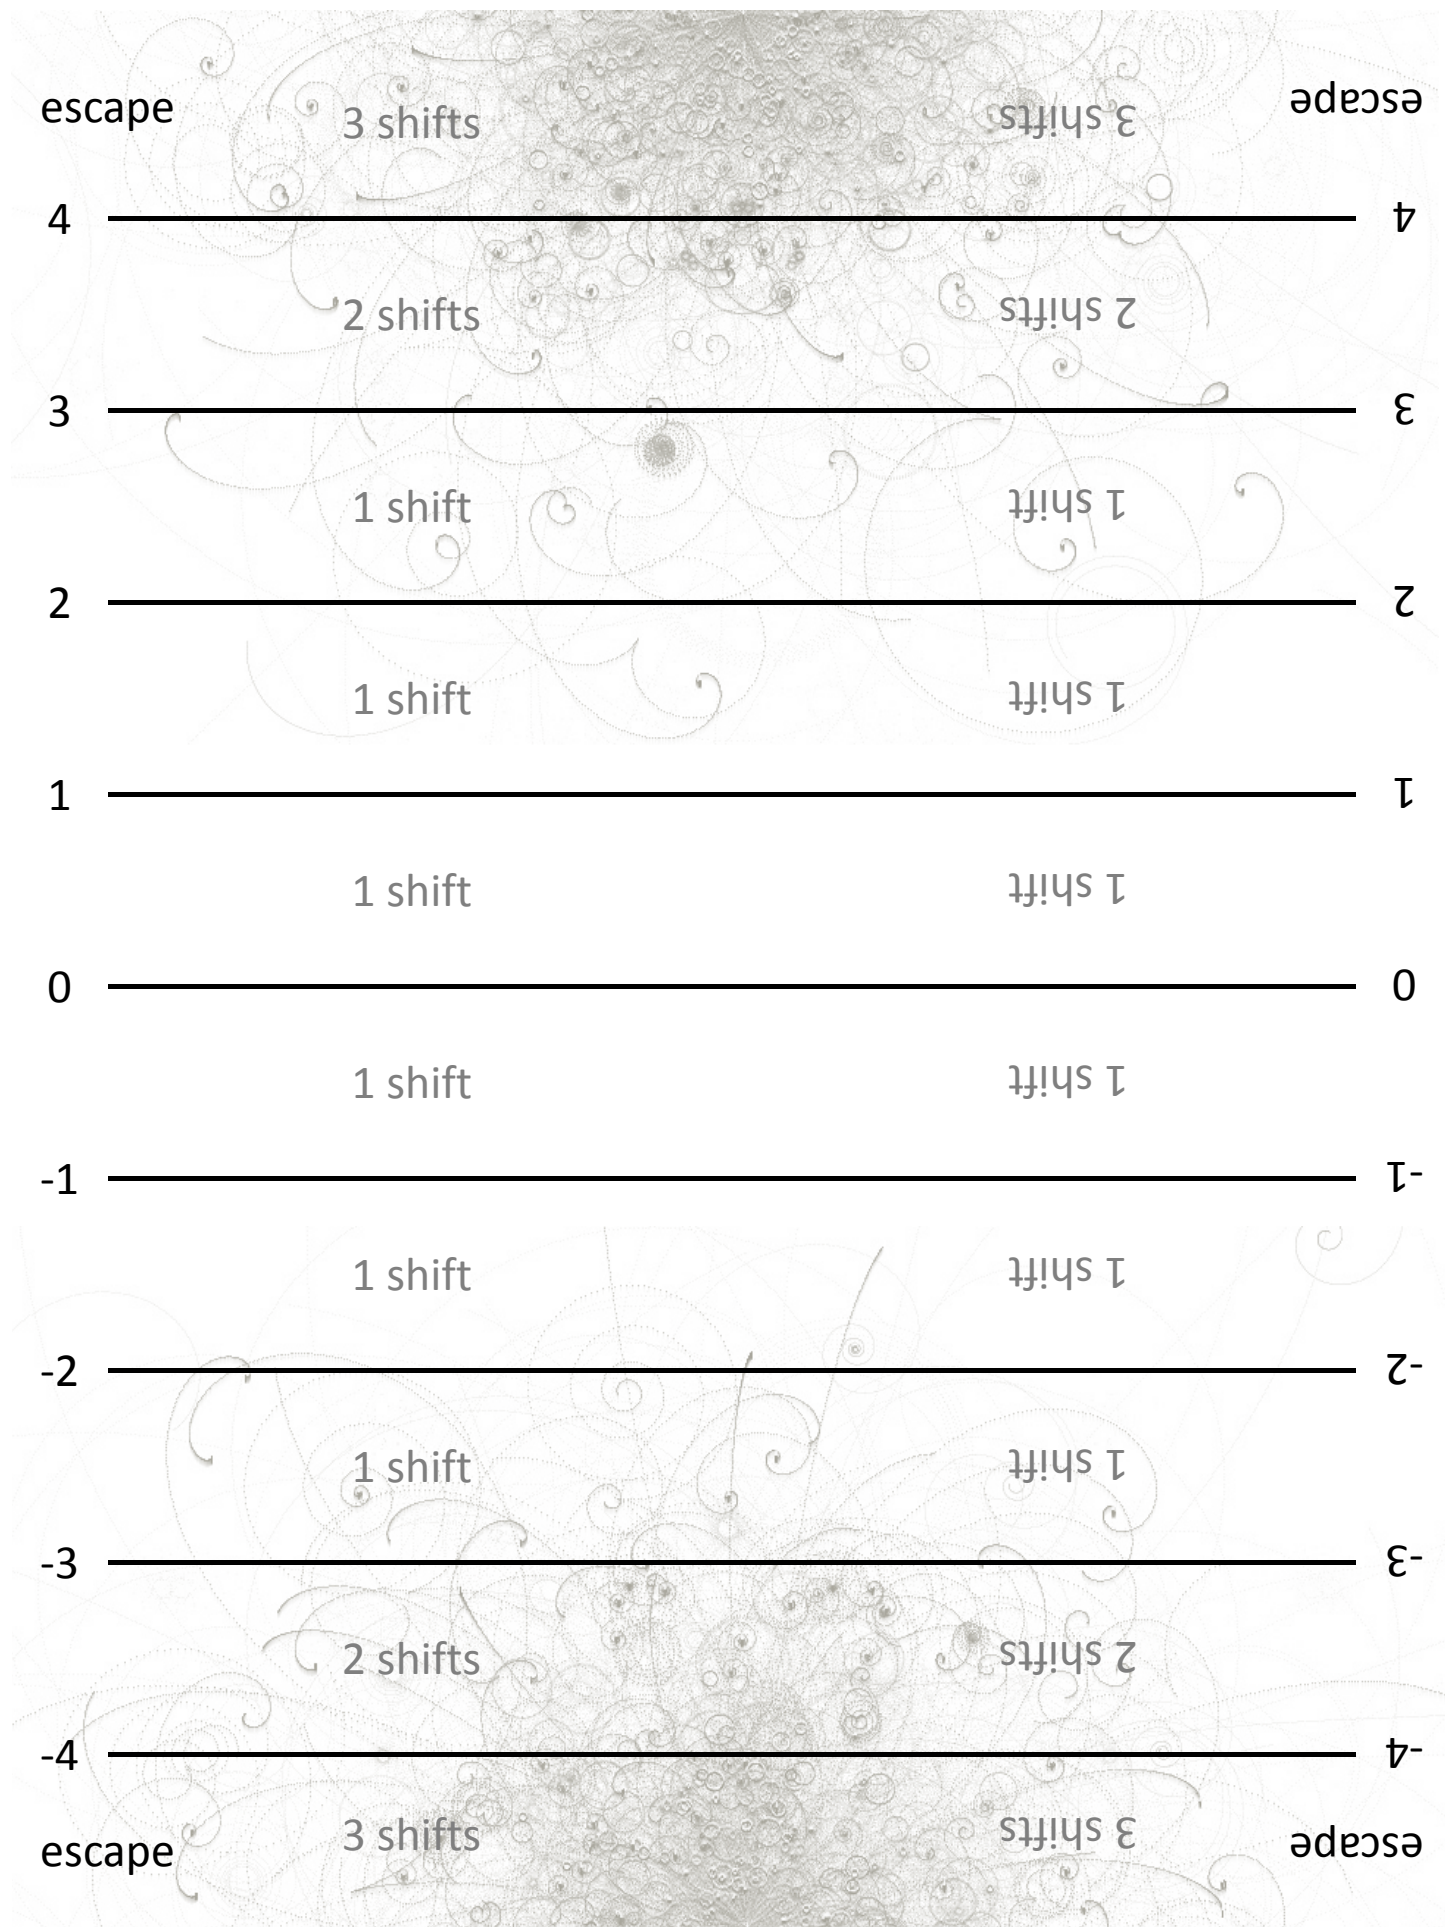 escape 3 shifts 3 shifts escape
4 4
2 shifts 2 shifts
3 3
1 shift 1 shift
2 2
1 shift 1 shift
1 1
1 shift 1 shift
0 0
1 shift 1 shift
-1 -1
1 shift 1 shift
-2 -2
1 shift 1 shift
-3 -3
2 shifts 2 shifts
-4 -4
escape 3 shifts 3 shifts escape